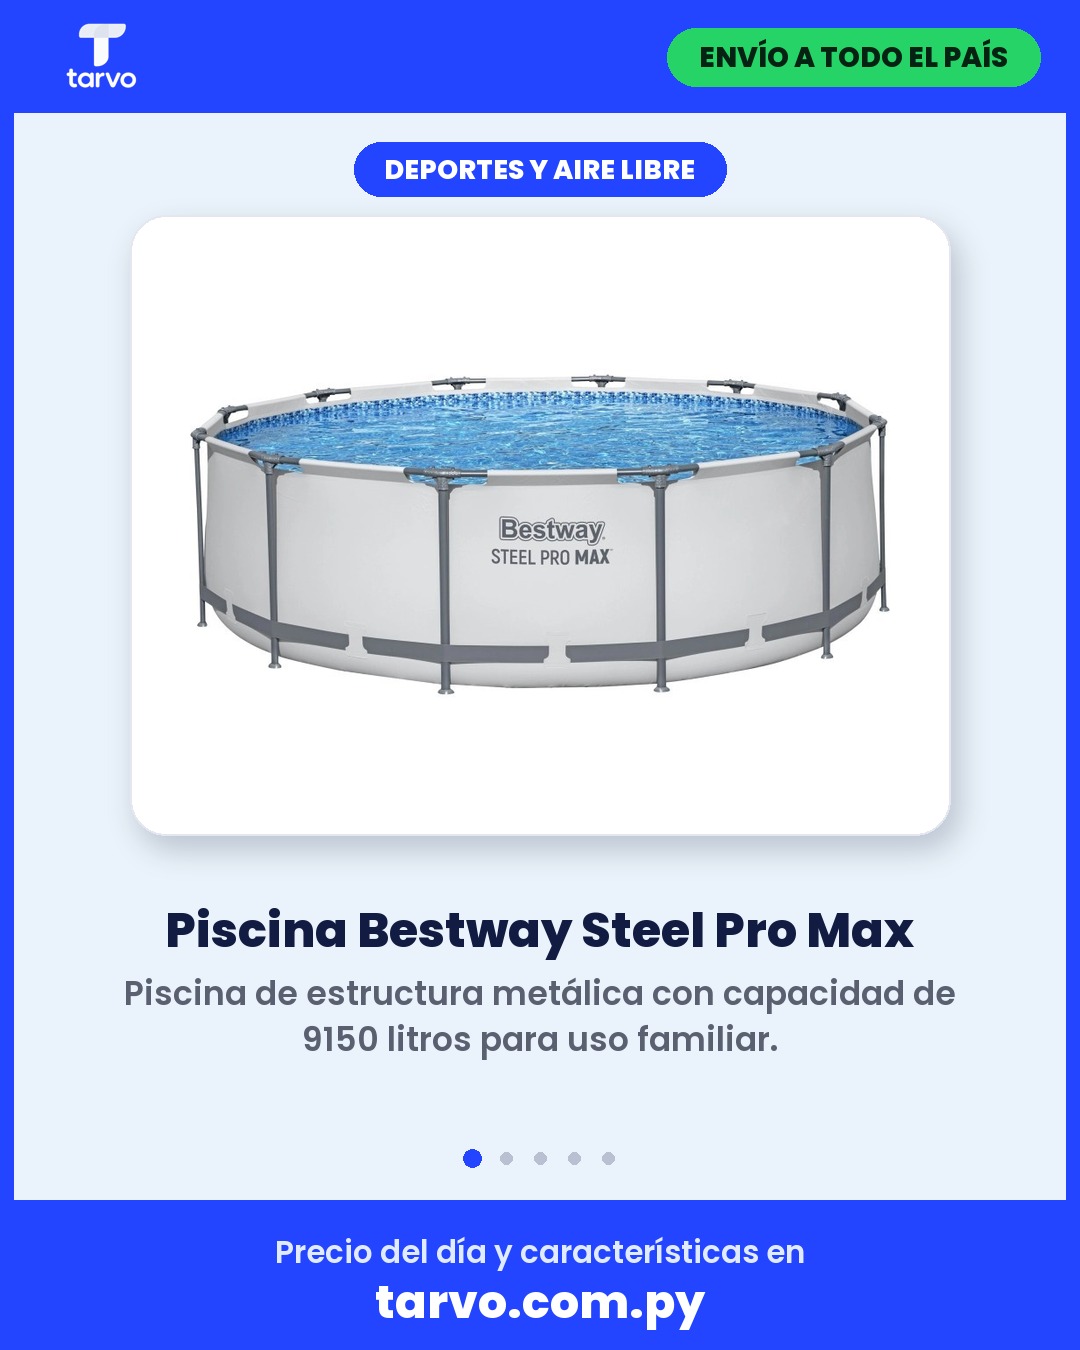 tarvo
ENVÍO A TODO EL PAÍS
DEPORTES Y AIRE LIBRE
Bestway
STEEL PRO MAX
Piscina Bestway Steel Pro Max
Piscina de estructura metálica con capacidad de
9150 litros para uso familiar.
Precio del día y características en
tarvo.com.py